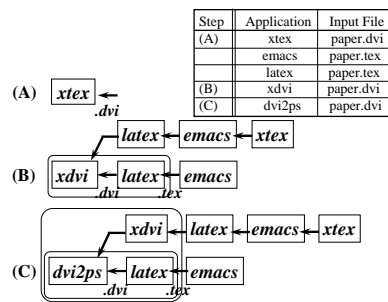 Step Application Input File
(A) xtex paper.dvi
emacs paper.tex
latex paper.tex
(B) xdvi paper.dvi
(C) dvi2ps paper.dvi
(A) xtex
.dvi
latex emacs xtex
(B) xdvi latex emacs
.dvi .tex
xdvi latex emacs xtex
(C) dvi2ps latex emacs
.dvi .tex